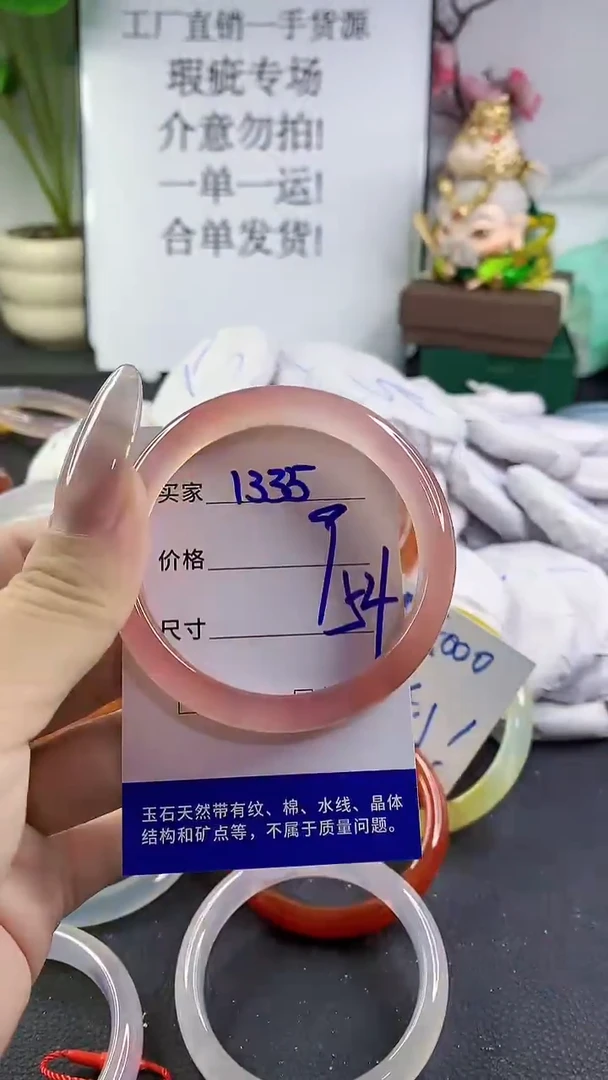 工厂直销一手货源
瑕疵专场
介意勿拍!
一单一运!
合单发货!
买家 1335
价格
尺寸 54
玉石天然带有纹、棉、水线、晶体
结构和矿点等，不属于质量问题。